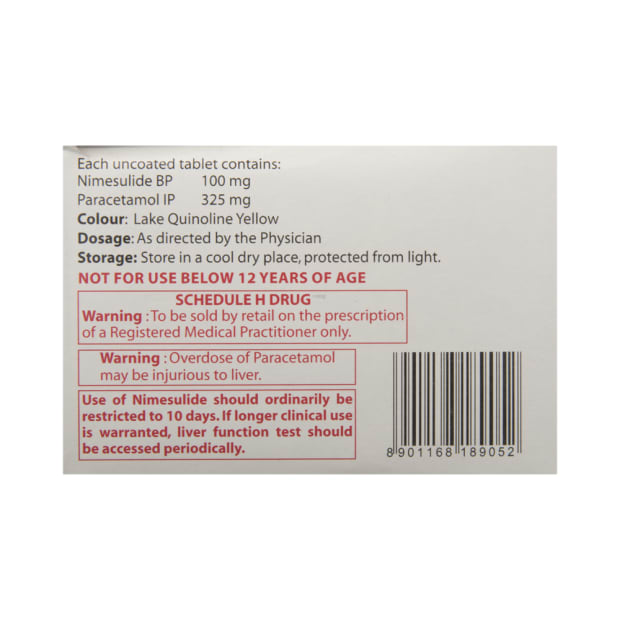 Each uncoated tablet contains:
Nimesulide BP 100 mg
Paracetamol IP 325 mg
Colour: Lake Quinoline Yellow
Dosage: As directed by the Physician
Storage: Store in a cool dry place, protected from light.
NOT FOR USE BELOW 12 YEARS OF AGE
SCHEDULE H DRUG
Warning : To be sold by retail on the prescription
of a Registered Medical Practitioner only.
Warning : Overdose of Paracetamol
may be injurious to liver.
Use of Nimesulide should ordinarily be
restricted to 10 days. If longer clinical use
is warranted, liver function test should
be accessed periodically.
8 901168 189052